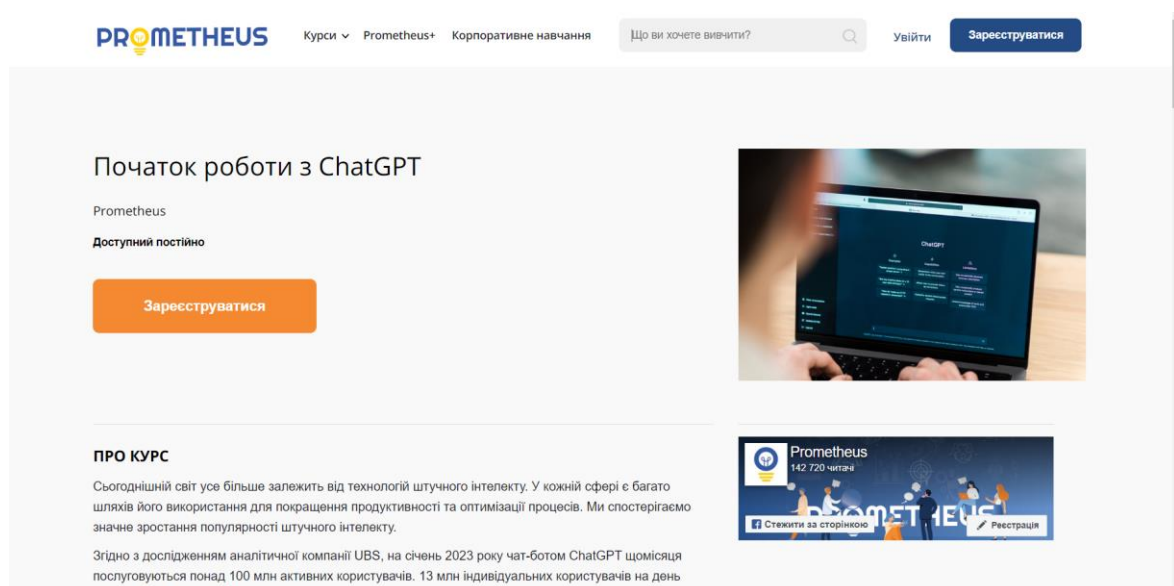 PROMETHEUS
Курси
Prometheus+
Корпоративне навчання
Що ви хочете вивчити?
Увійти
Зареєструватися
Початок роботи з ChatGPT
Prometheus
Доступний постійно
Зареєструватися
ChatGPT
ПРО КУРС
Сьогоднішній світ усе більше залежить від технологій штучного інтелекту. У кожній сфері є багато
шляхів його використання для покращення продуктивності та оптимізації процесів. Ми спостерігаємо
значне зростання популярності штучного інтелекту.
Згідно з дослідженням аналітичної компанії UBS, на січень 2023 року чат-ботом ChatGPT щомісяця
послуговуються понад 100 млн активних користувачів. 13 млн індивідуальних користувачів на день
Prometheus
142 720 читачі
PROMETHEUS
Стежити за сторінкою
Реєстрація